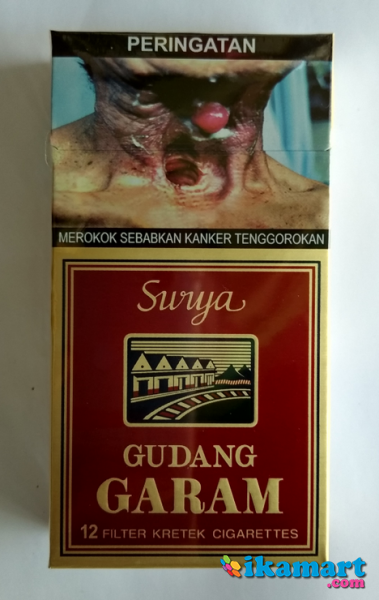 PERINGATAN
MEROKOK SEBABKAN KANKER TENGGOROKAN
Surya
GUDANG
GARAM
12 FILTER KRETEK CIGARETTES
ikamart
.com